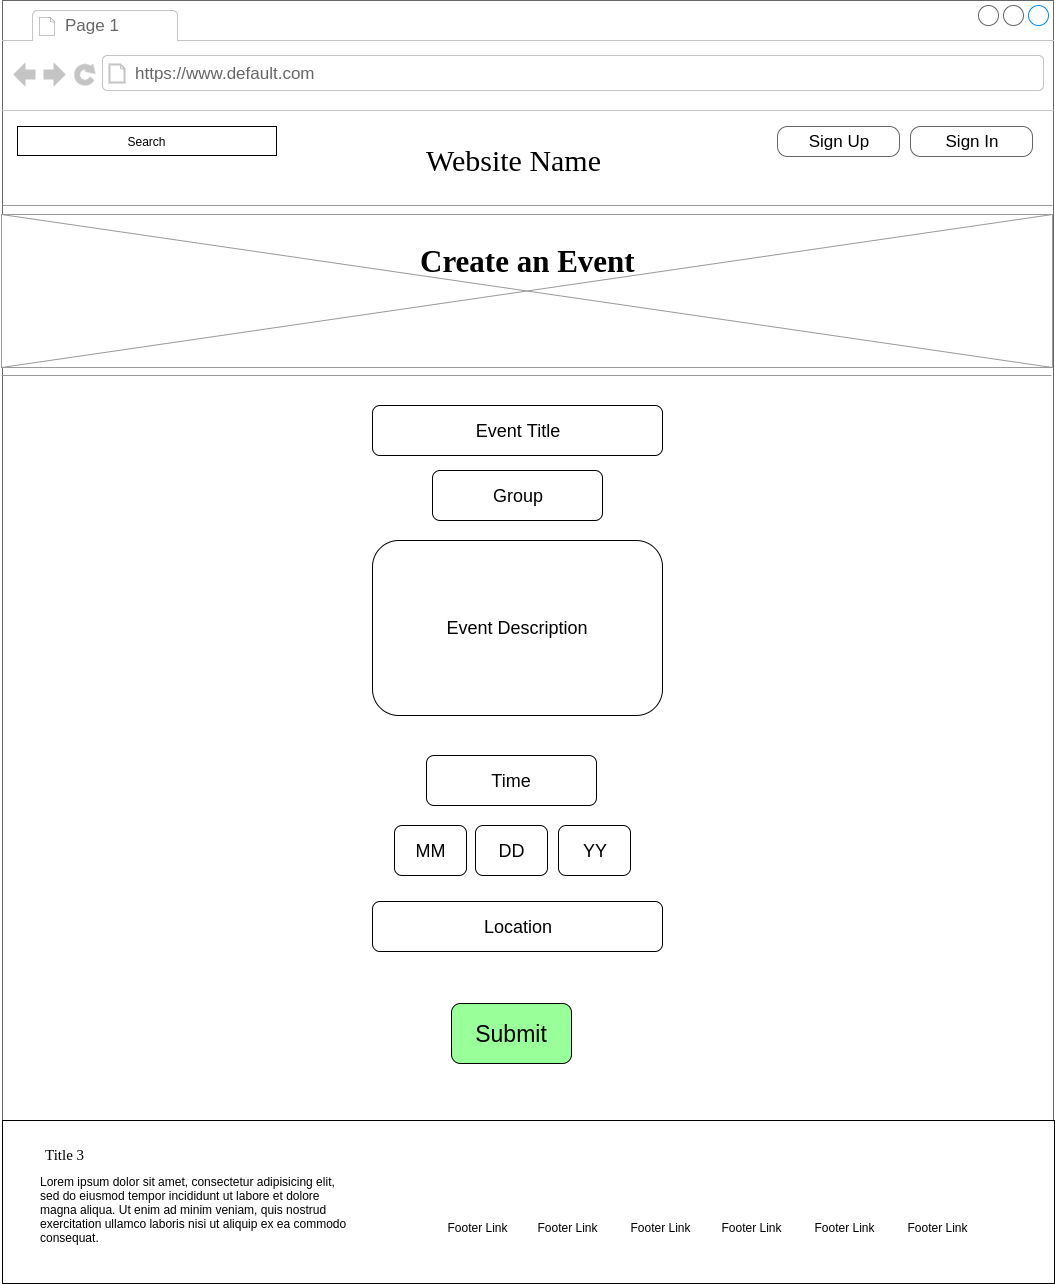 Page 1
https://www.default.com
Search
Website Name
Sign Up
Sign In
Create an Event
Event Title
Group
Event Description
Time
MM
DD
YY
Location
Submit
Title 3
Lorem ipsum dolor sit amet, consectetur adipisicing elit,
sed do eiusmod tempor incididunt ut labore et dolore
magna aliqua. Ut enim ad minim veniam, quis nostrud
exercitation ullamco laboris nisi ut aliquip ex ea commodo
consequat.
Footer Link
Footer Link
Footer Link
Footer Link
Footer Link
Footer Link